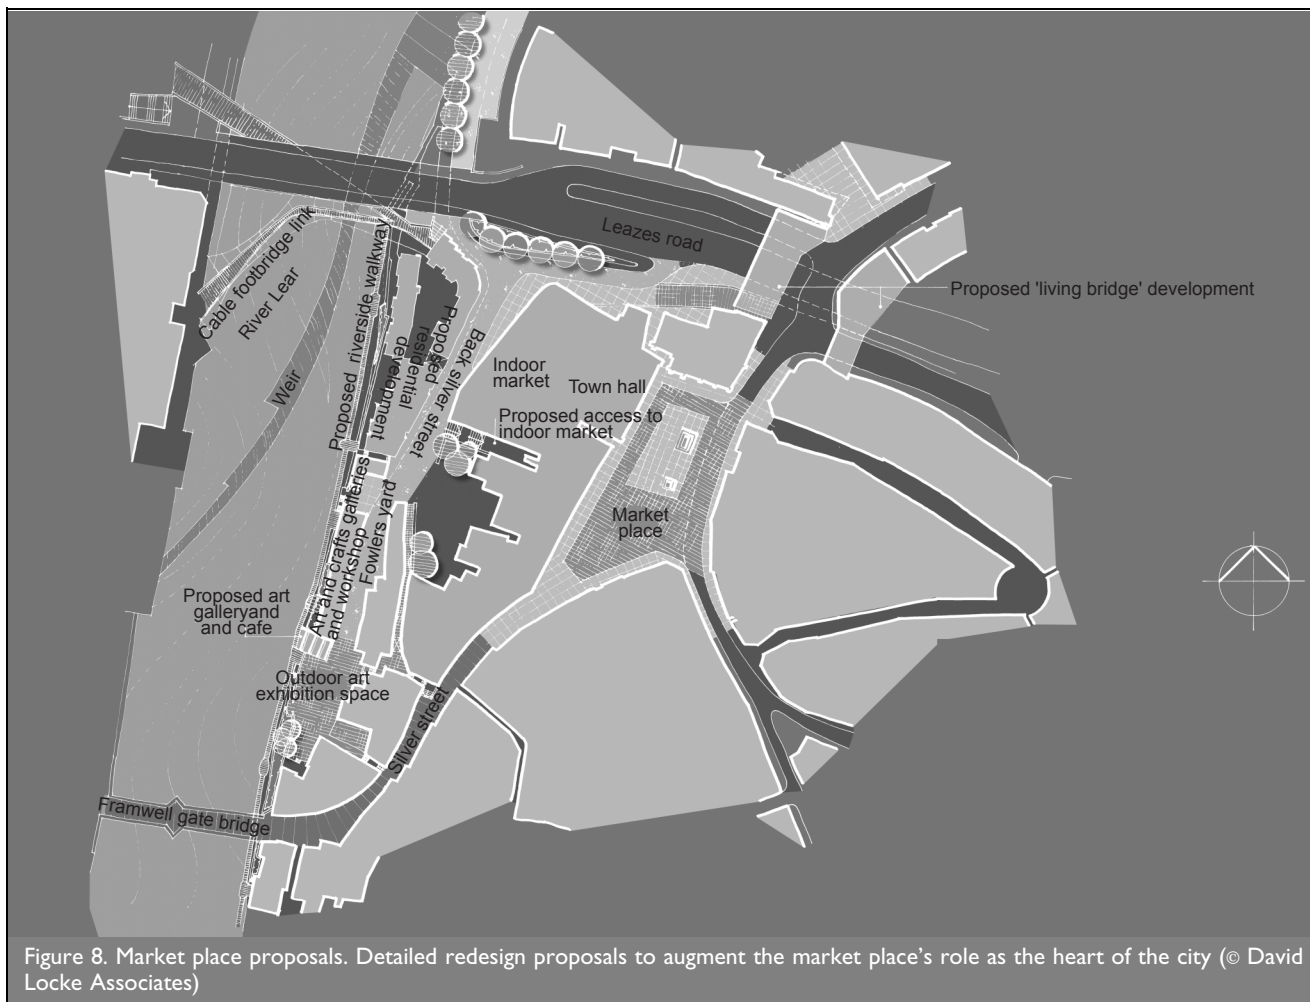 Leazes road
Proposed 'living bridge' development
Cable footbridge link
River Lear
Weir
Proposed riverside walkway
Proposed
residential
development
Back silver street
Indoor
market
Town hall
Proposed access to
indoor market
Market
place
Art and crafts galleries
and workshop
Fowlers yard
Proposed art
galleryand
and cafe
Outdoor art
exhibition space
Silver street
Framwell gate bridge
Figure 8. Market place proposals. Detailed redesign proposals to augment the market place's role as the heart of the city (© David
Locke Associates)